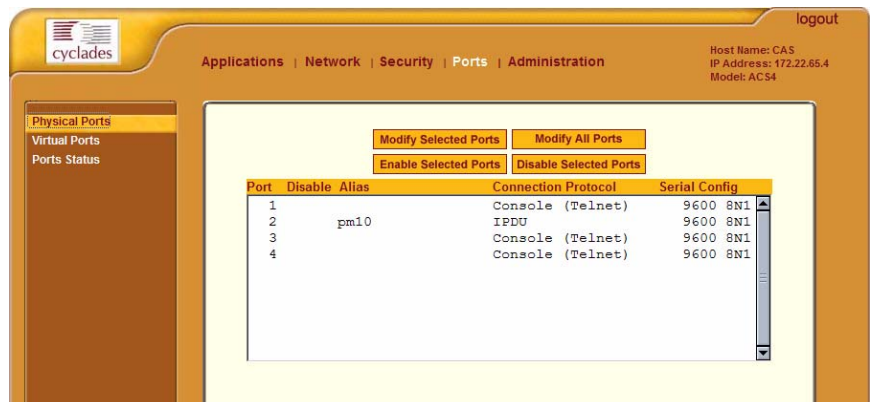 logout
cyclades
Applications | Network | Security | Ports | Administration
Host Name: CAS
IP Address: 172.22.65.4
Model: ACS4
Physical Ports
Virtual Ports
Ports Status
Modify Selected Ports Modify All Ports
Enable Selected Ports Disable Selected Ports
Port Disable Alias Connection Protocol Serial Config
1 Console (Telnet) 9600 8N1
2 pm10 IPDU 9600 8N1
3 Console (Telnet) 9600 8N1
4 Console (Telnet) 9600 8N1